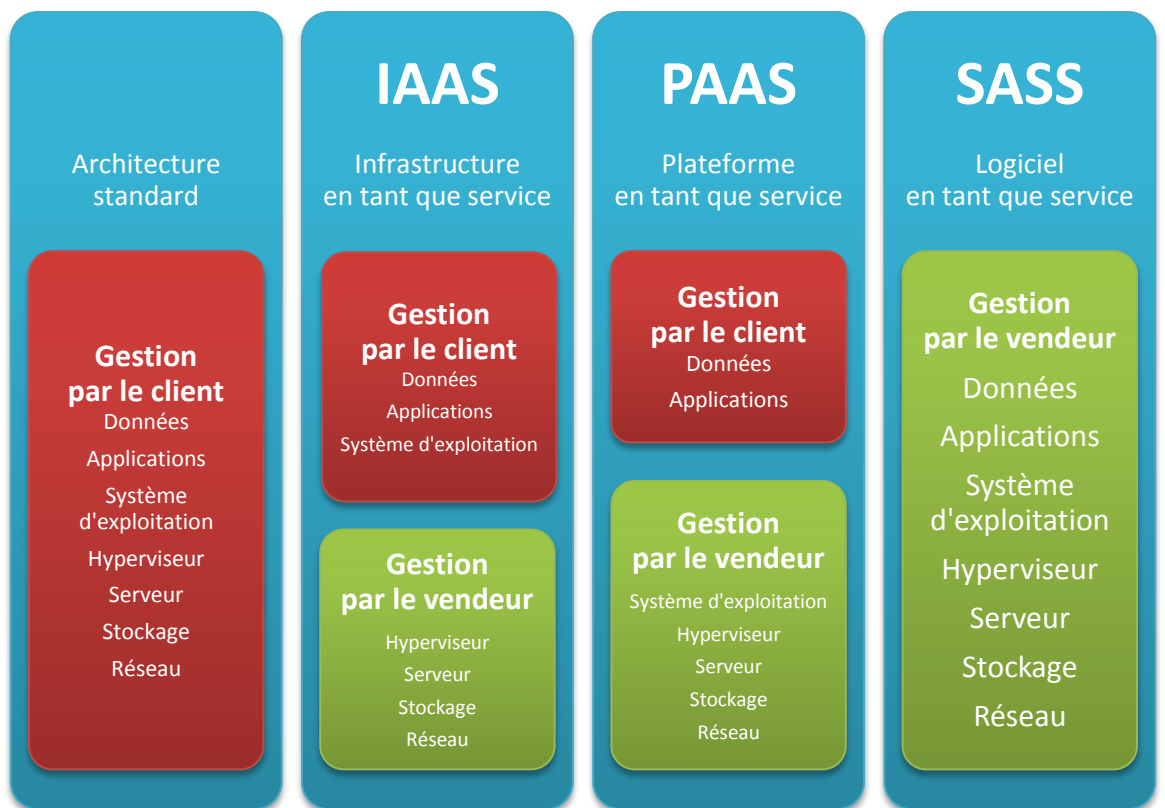 Architecture
standard
Gestion
par le client
Données
Applications
Système
d'exploitation
Hyperviseur
Serveur
Stockage
Réseau
IAAS
Infrastructure
en tant que service
Gestion
par le client
Données
Applications
Système d'exploitation
Gestion
par le vendeur
Hyperviseur
Serveur
Stockage
Réseau
PAAS
Plateforme
en tant que service
Gestion
par le client
Données
Applications
Gestion
par le vendeur
Système d'exploitation
Hyperviseur
Serveur
Stockage
Réseau
SASS
Logiciel
en tant que service
Gestion
par le vendeur
Données
Applications
Système
d'exploitation
Hyperviseur
Serveur
Stockage
Réseau